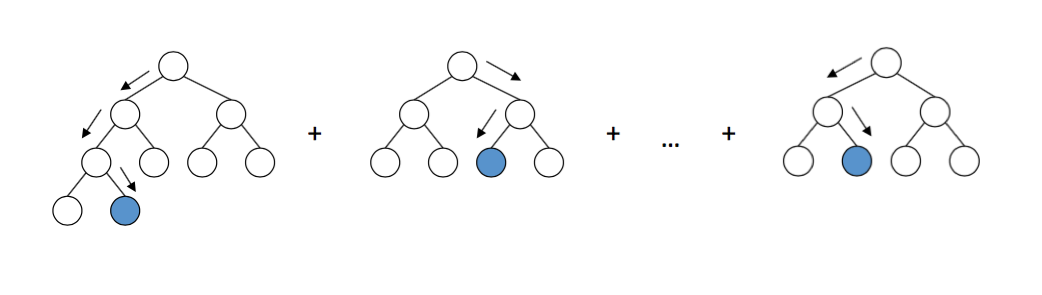 + + ... +